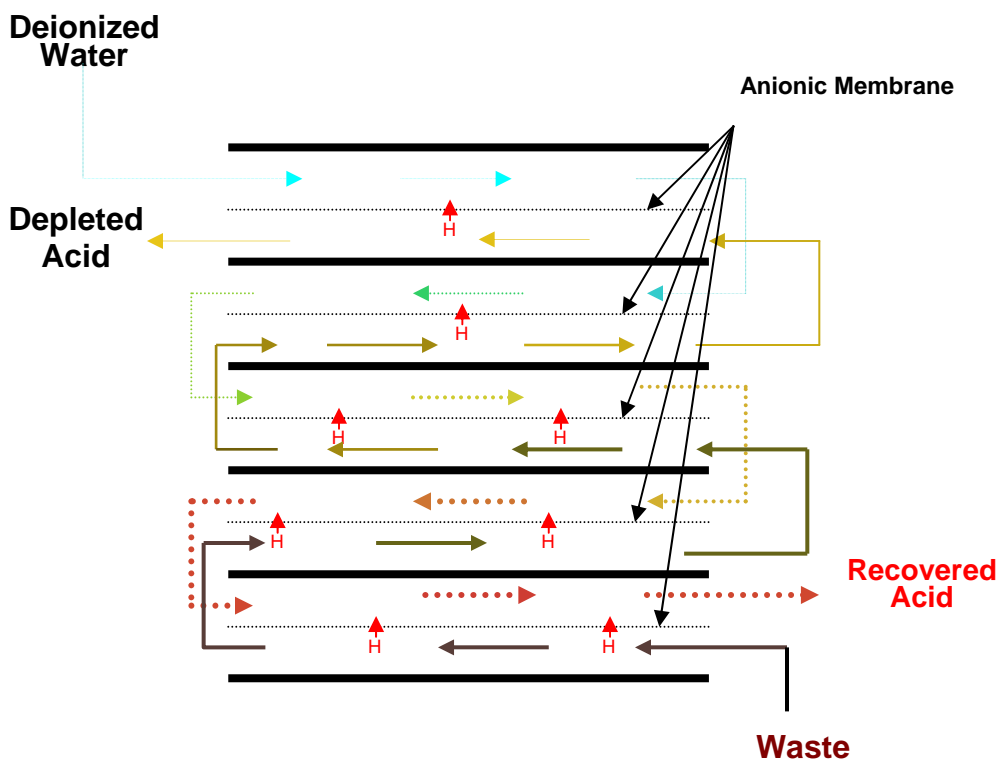 Deionized
Water
Anionic Membrane
H
Depleted
Acid
H
H
H
H
H
Recovered
Acid
H
H
Waste